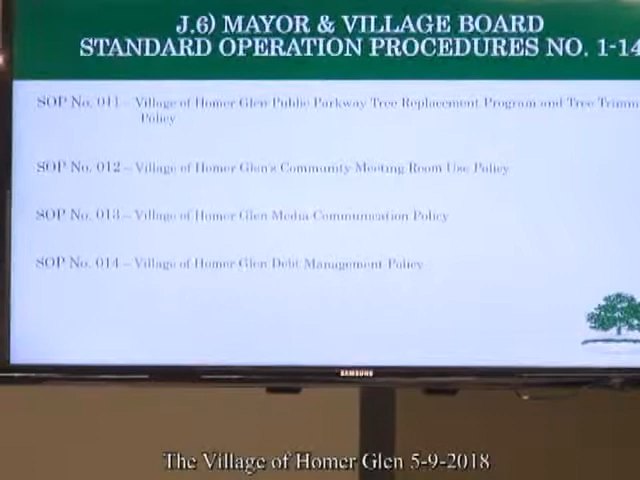 J.6) MAYOR & VILLAGE BOARD
STANDARD OPERATION PROCEDURES NO. 1-14
SOP No. 011 – Village of Homer Glen Public Parkway Tree Replacement Program and Tree Trimm
Policy
SOP No. 012 – Village of Homer Glen's Community Meeting Room Use Policy
SOP No. 013 – Village of Homer Glen Media Communication Policy
SOP No. 014 – Village of Homer Glen Debt Management Policy
SAMSUNG
The Village of Homer Glen 5-9-2018